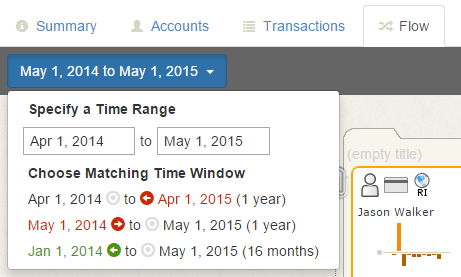 Summary Accounts Transactions Flow
May 1, 2014 to May 1, 2015
Specify a Time Range
Apr 1, 2014 to May 1, 2015
Choose Matching Time Window
Apr 1, 2014 to Apr 1, 2015 (1 year)
May 1, 2014 to May 1, 2015 (1 year)
Jan 1, 2014 to May 1, 2015 (16 months)
(empty title)
RI
Jason Walker